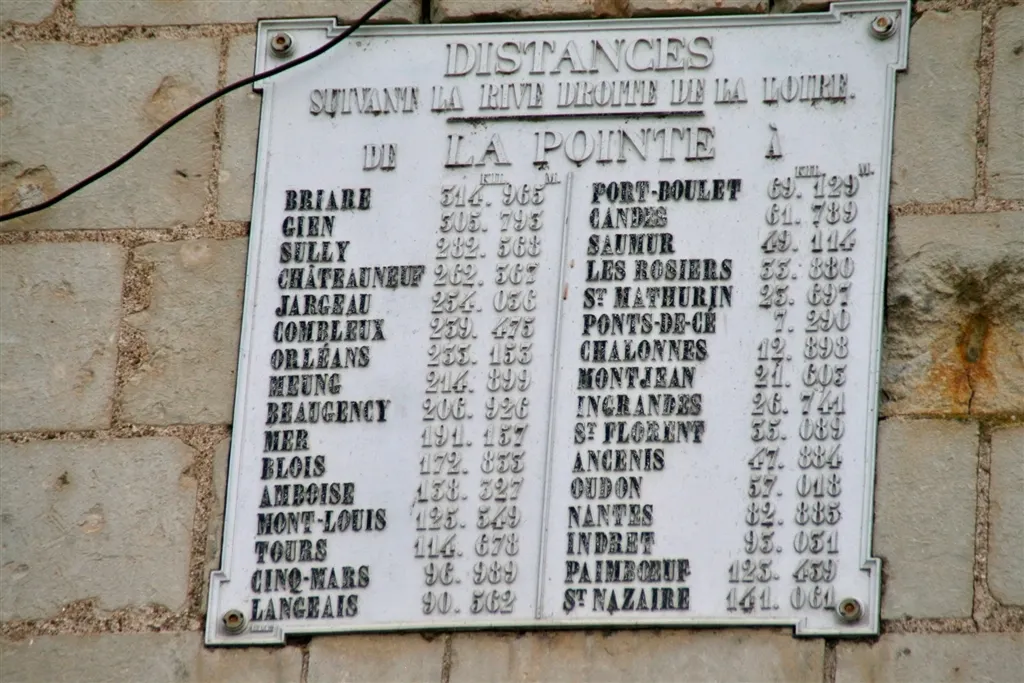 DISTANCES
SUIVANT LA RIVE DROITE DE LA LOIRE.
DE LA POINTE À
KIL. M.
BRIARE 314. 965
GIEN 305. 793
SULLY 282. 568
CHÂTEAUNEUF 262. 367
JARGEAU 254. 036
COMBLEUX 239. 475
ORLÉANS 233. 153
MEUNG 214. 899
BEAUGENCY 206. 926
MER 191. 157
BLOIS 172. 833
AMBOISE 138. 327
MONT-LOUIS 125. 549
TOURS 114. 678
CINQ-MARS 96. 989
LANGEAIS 90. 562
KIL. M.
PORT-BOULET 69. 129
CANDES 61. 789
SAUMUR 49. 114
LES ROSIERS 33. 880
ST MATHURIN 23. 697
PONTS-DE-CÉ 7. 290
CHALONNES 12. 898
MONTJEAN 21. 603
INGRANDES 26. 741
ST FLORENT 35. 089
ANCENIS 47. 884
OUDON 57. 018
NANTES 82. 885
INDRET 93. 031
PAIMBŒUF 123. 439
ST NAZAIRE 141. 061